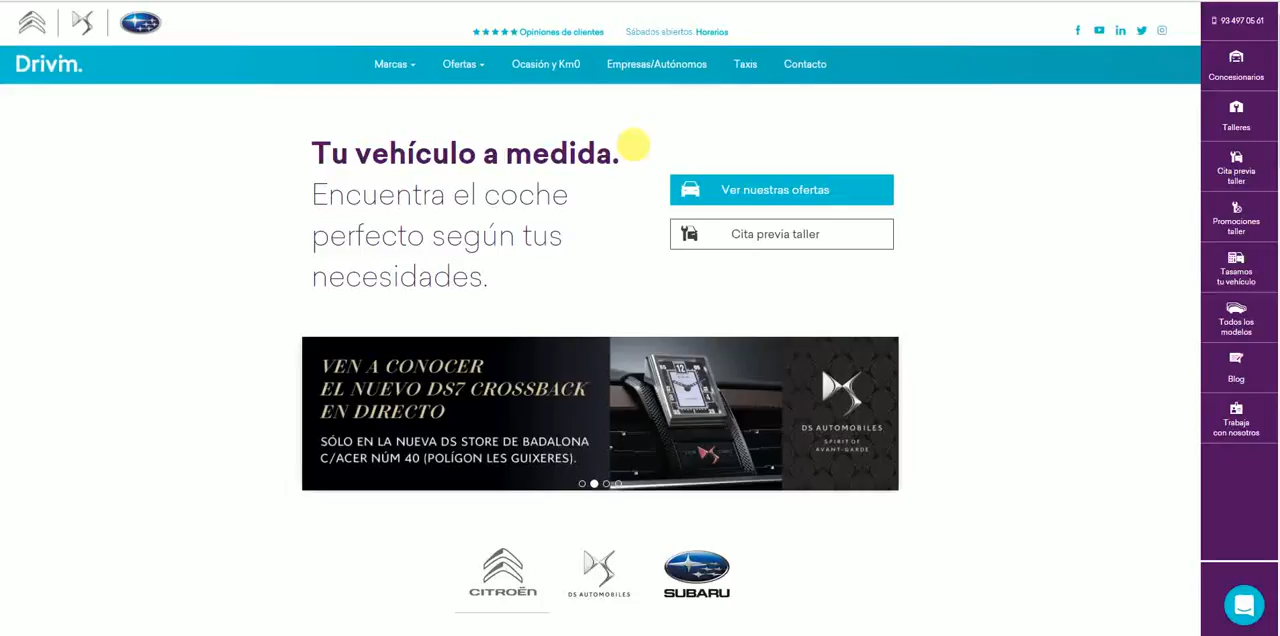 ★★★★★ Opiniones de clientes
Sábados abiertos. Horarios
93 497 05 61
Drivim.
Marcas
Ofertas
Ocasión y Km0
Empresas/Autónomos
Taxis
Contacto
Tu vehículo a medida.
Encuentra el coche
perfecto según tus
necesidades.
Ver nuestras ofertas
Cita previa taller
VEN A CONOCER
EL NUEVO DS7 CROSSBACK
EN DIRECTO
SÓLO EN LA NUEVA DS STORE DE BADALONA
C/ACER NÚM 40 (POLÍGON LES GUIXERES).
12
DS AUTOMOBILES
SPIRIT OF
AVANT-GARDE
CITROËN
DS AUTOMOBILES
SUBARU
Concesionarios
Talleres
Cita previa
taller
Promociones
taller
Tasamos
tu vehículo
Todos los
modelos
Blog
Trabaja
con nosotros